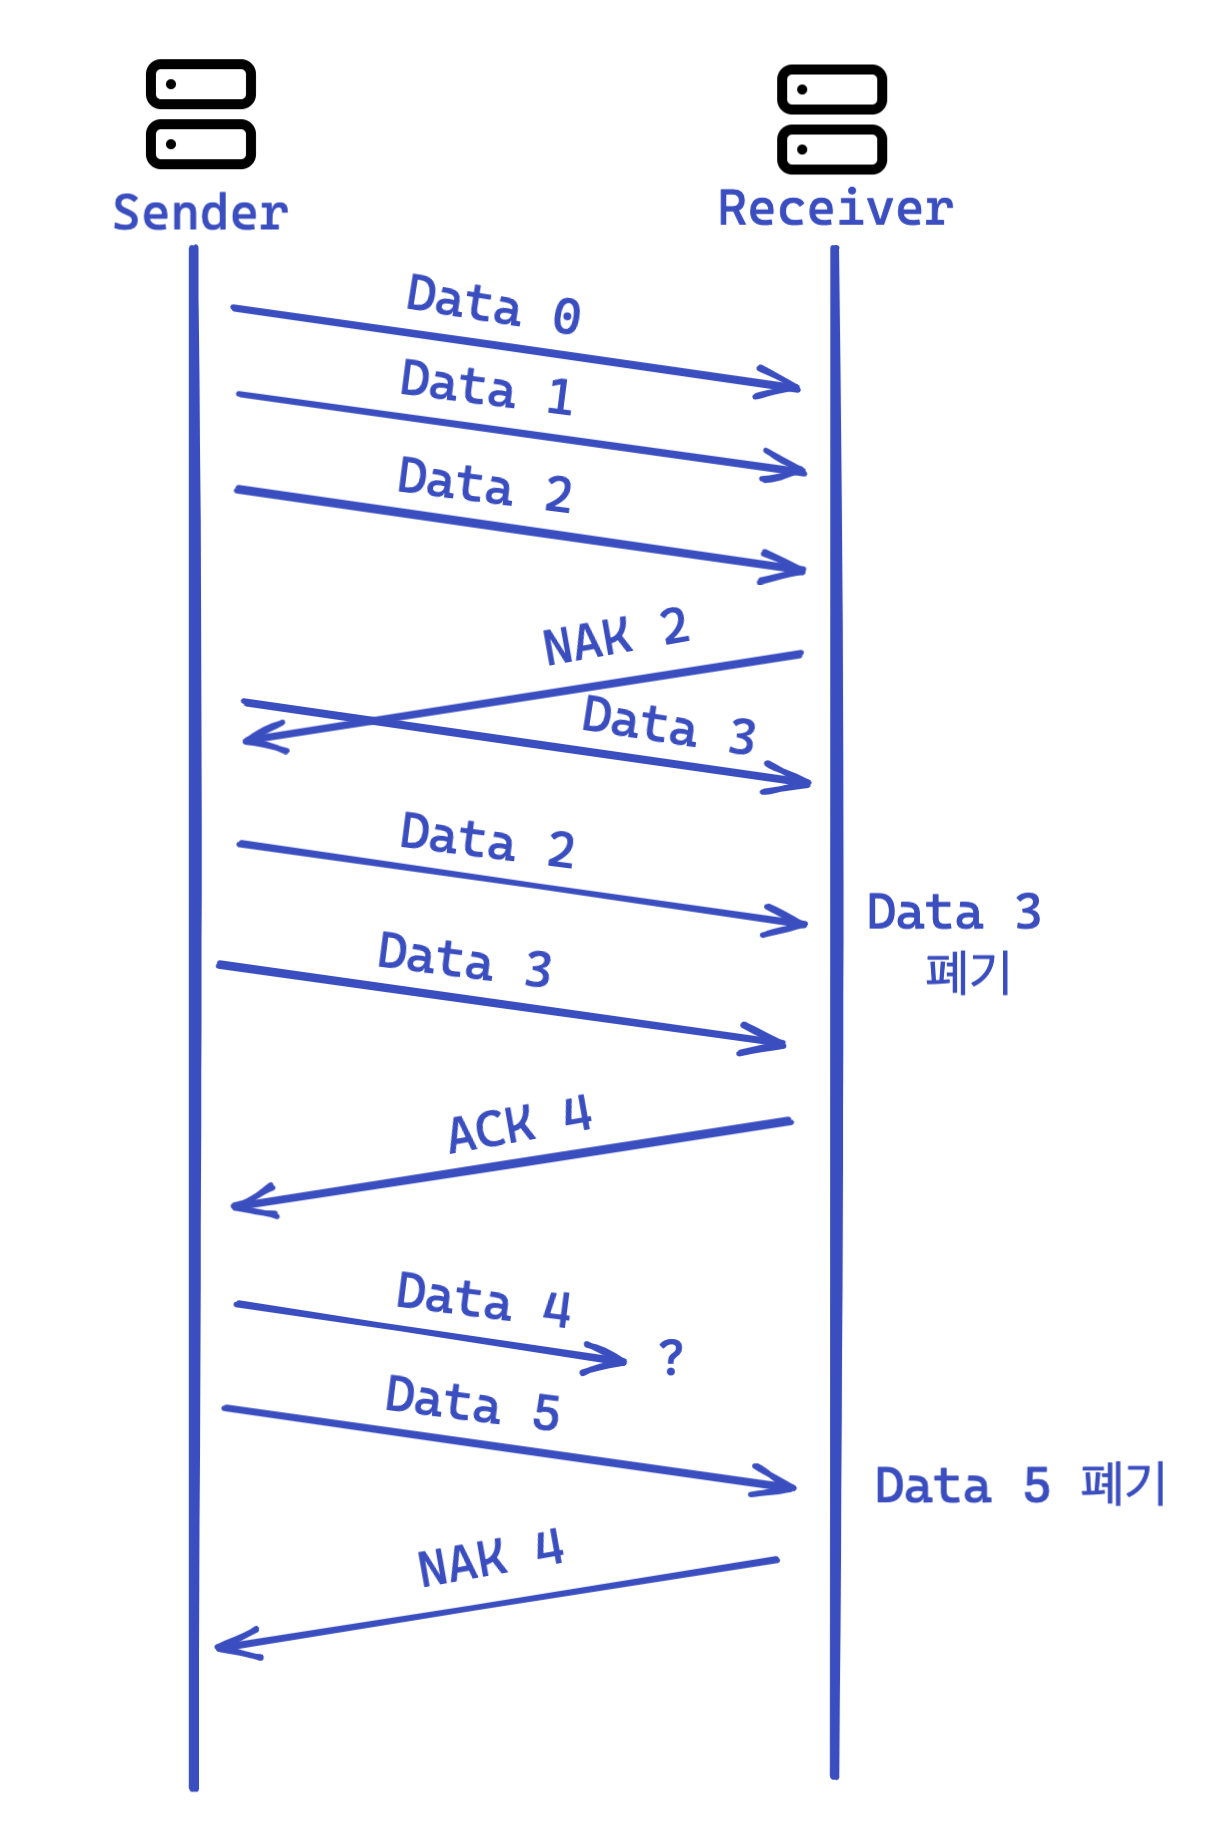 Sender
Receiver
Data 0
Data 1
Data 2
NAK 2
Data 3
Data 2
Data 3
폐기
Data 3
ACK 4
Data 4
?
Data 5
Data 5 폐기
NAK 4